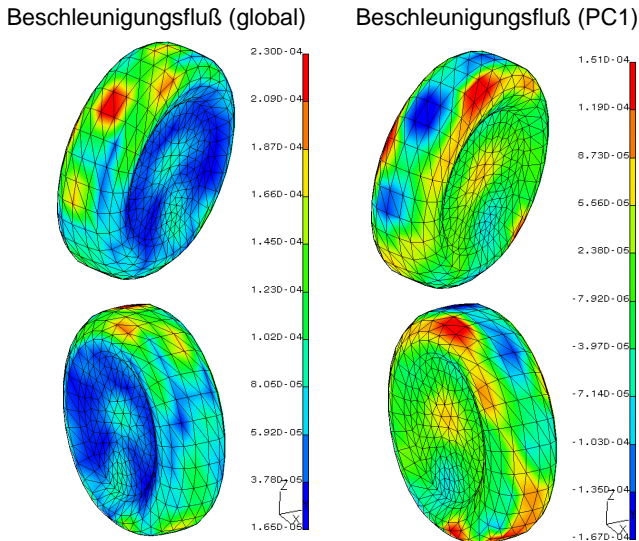 Beschleunigungsfluß (global)
Beschleunigungsfluß (PC1)
2.30D-04
2.09D-04
1.87D-04
1.66D-04
1.45D-04
1.23D-04
1.02D-04
8.05D-05
5.92D-05
3.78D-05
1.65D-05
Z
X
1.51D-04
1.19D-04
8.73D-05
5.56D-05
2.38D-05
-7.92D-06
-3.97D-05
-7.14D-05
-1.03D-04
-1.35D-04
-1.67D-04
Z
X